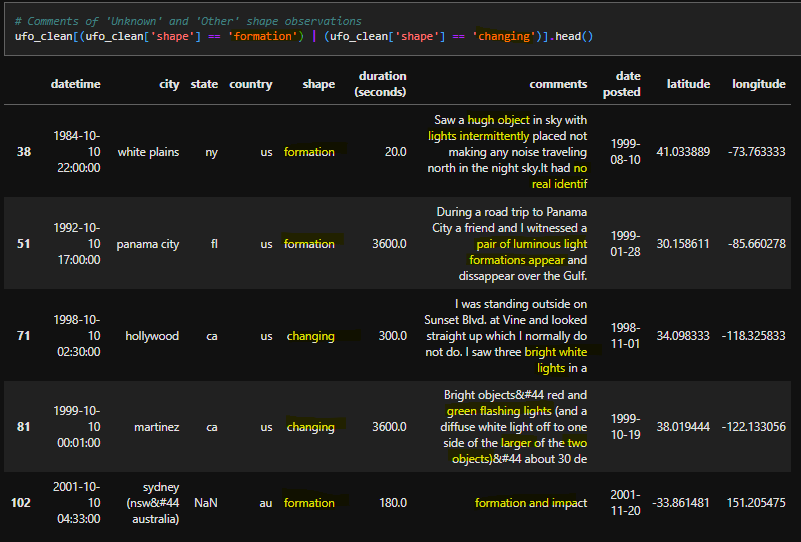 # Comments of 'Unknown' and 'Other' shape observations
ufo_clean[(ufo_clean['shape'] == 'formation') | (ufo_clean['shape'] == 'changing')].head()
datetime city state country shape duration (seconds) comments date posted latitude longitude
38 1984-10-10 22:00:00 white plains ny us formation 20.0 Saw a hugh object in sky with lights intermittently placed not making any noise traveling north in the night sky.It had no real identif 1999-08-10 41.033889 -73.763333
51 1992-10-10 17:00:00 panama city fl us formation 3600.0 During a road trip to Panama City a friend and I witnessed a pair of luminous light formations appear and dissappear over the Gulf. 1999-01-28 30.158611 -85.660278
71 1998-10-10 02:30:00 hollywood ca us changing 300.0 I was standing outside on Sunset Blvd. at Vine and looked straight up which I normally do not do. I saw three bright white lights in a 1998-11-01 34.098333 -118.325833
81 1999-10-10 00:01:00 martinez ca us changing 3600.0 Bright objects&#44 red and green flashing lights (and a diffuse white light off to one side of the larger of the two objects)&#44 about 30 de 1999-10-19 38.019444 -122.133056
102 2001-10-10 04:33:00 sydney (nsw&#44 australia) NaN au formation 180.0 formation and impact 2001-11-20 -33.861481 151.205475